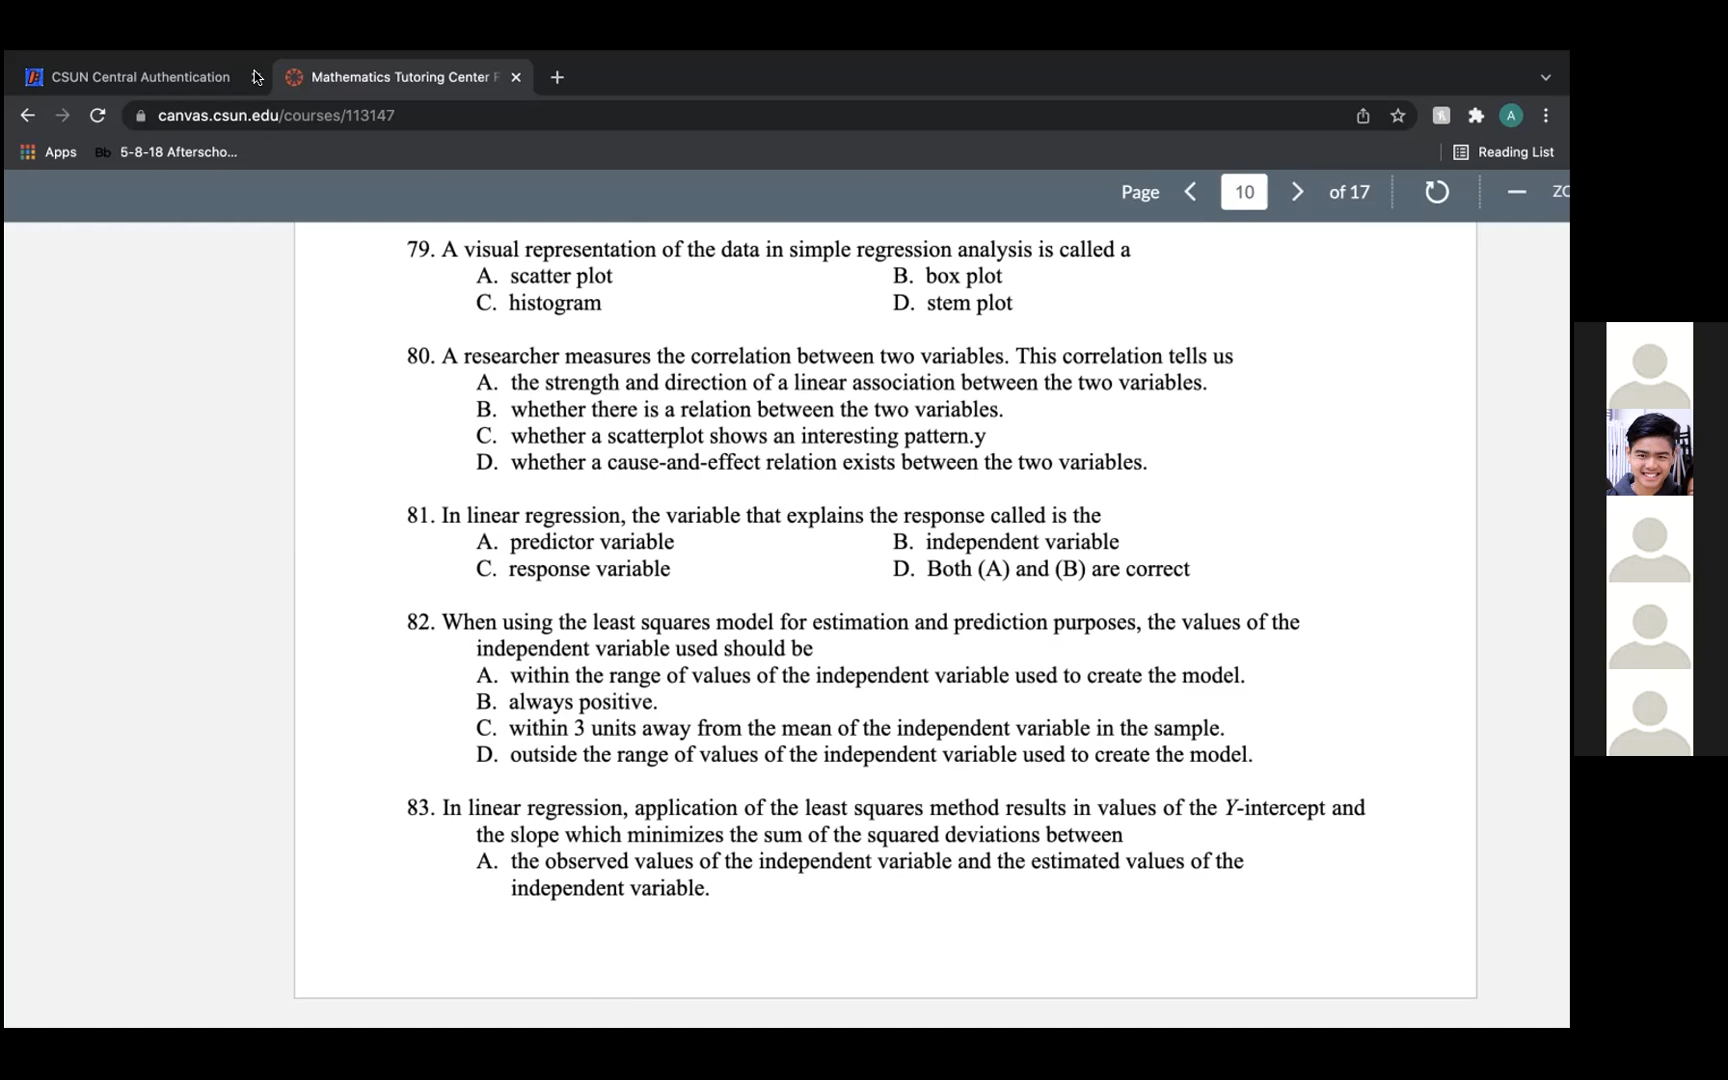 CSUN Central Authentication
Mathematics Tutoring Center F
canvas.csun.edu/courses/113147
A
Apps
Bb 5-8-18 Afterscho...
Reading List
Page 10 of 17
ZO
79. A visual representation of the data in simple regression analysis is called a
A. scatter plot B. box plot
C. histogram D. stem plot
80. A researcher measures the correlation between two variables. This correlation tells us
A. the strength and direction of a linear association between the two variables.
B. whether there is a relation between the two variables.
C. whether a scatterplot shows an interesting pattern.y
D. whether a cause-and-effect relation exists between the two variables.
81. In linear regression, the variable that explains the response called is the
A. predictor variable B. independent variable
C. response variable D. Both (A) and (B) are correct
82. When using the least squares model for estimation and prediction purposes, the values of the
independent variable used should be
A. within the range of values of the independent variable used to create the model.
B. always positive.
C. within 3 units away from the mean of the independent variable in the sample.
D. outside the range of values of the independent variable used to create the model.
83. In linear regression, application of the least squares method results in values of the Y-intercept and
the slope which minimizes the sum of the squared deviations between
A. the observed values of the independent variable and the estimated values of the
independent variable.